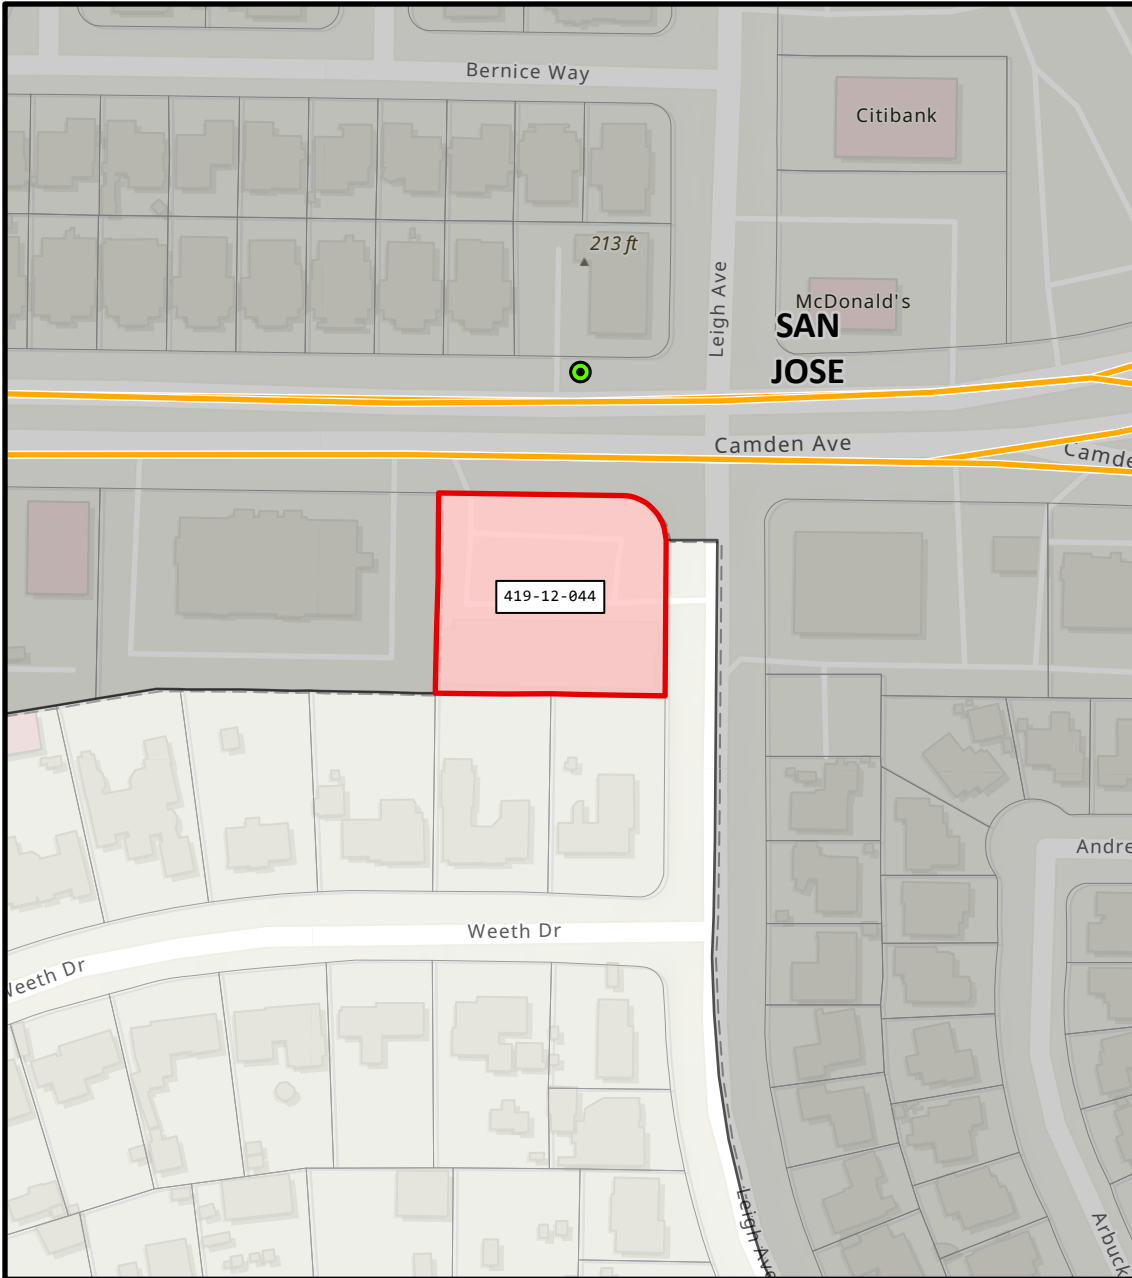 Bernice Way
Citibank
213 ft
Leigh Ave
McDonald's
SAN
JOSE
Camden Ave
Camde
419-12-044
Andre
Weeth Dr
Weeth Dr
Leigh Ave
Arbuck